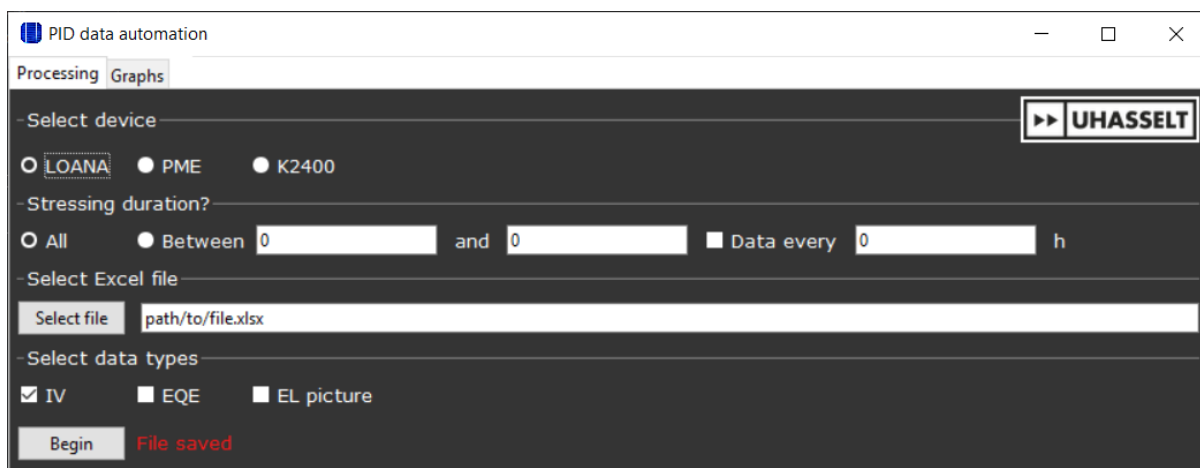 PID data automation
Processing Graphs
Select device
UHASSELT
LOANA PME K2400
Stressing duration?
All Between 0 and 0 Data every 0 h
Select Excel file
Select file path/to/file.xlsx
Select data types
IV EQE EL picture
Begin File saved